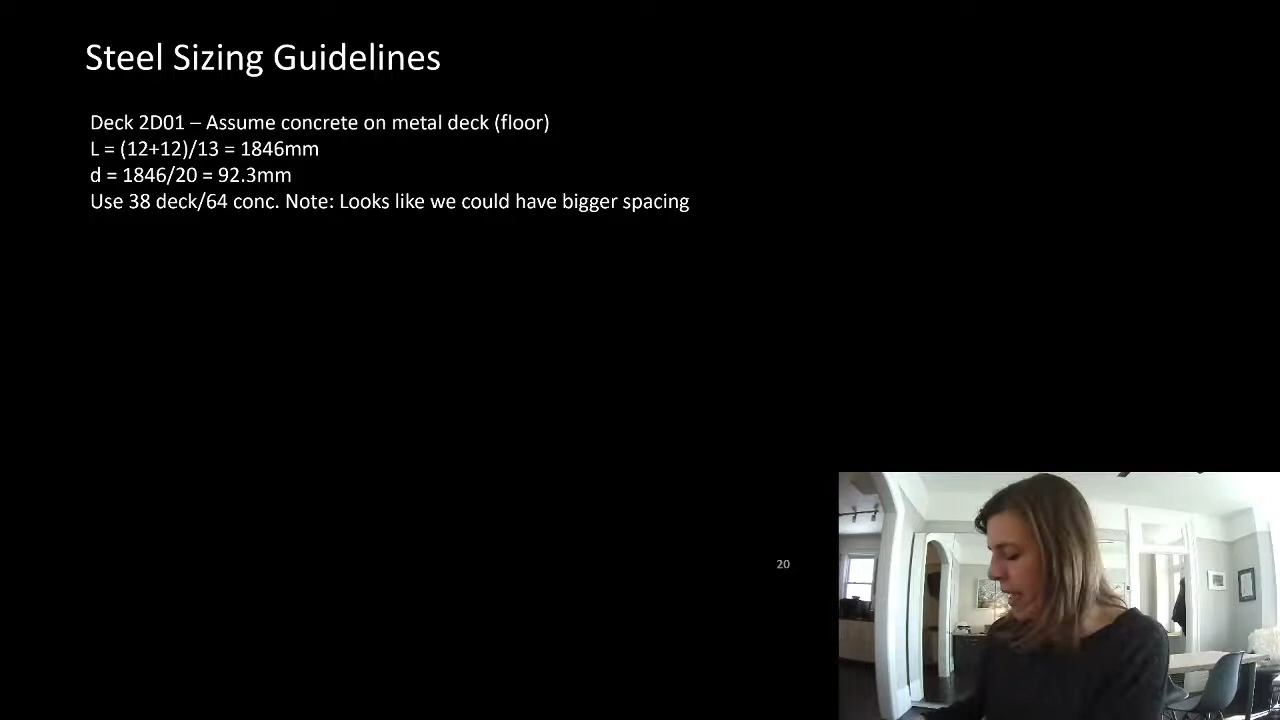 Steel Sizing Guidelines
Deck 2D01 – Assume concrete on metal deck (floor)
L = (12+12)/13 = 1846mm
d = 1846/20 = 92.3mm
Use 38 deck/64 conc. Note: Looks like we could have bigger spacing
20